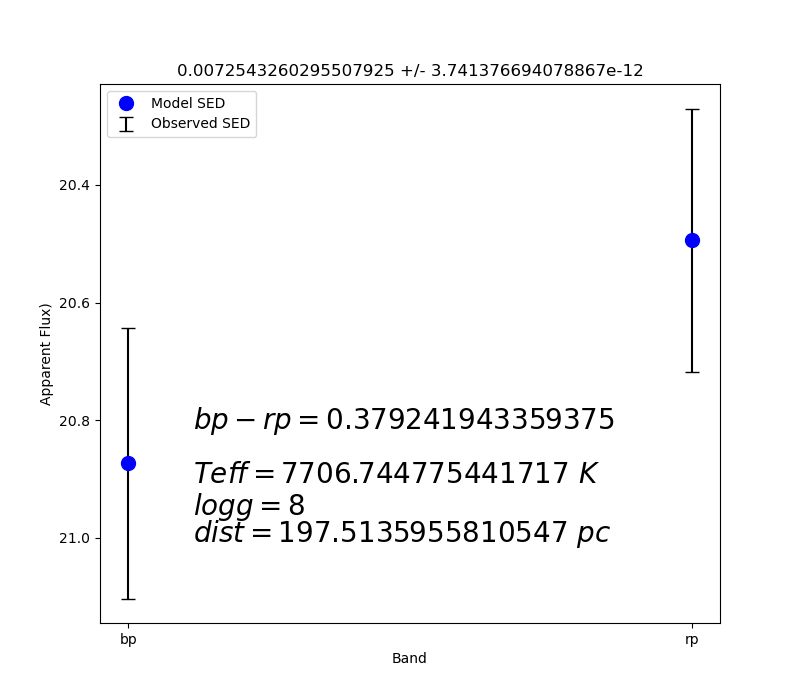 0.0072543260295507925 +/- 3.741376694078867e-12
Model SED
Observed SED
20.4
20.6
20.8
21.0
Apparent Flux)
bp − rp = 0.379241943359375
Teff = 7706.744775441717 K
logg = 8
dist = 197.5135955810547 pc
bp
rp
Band